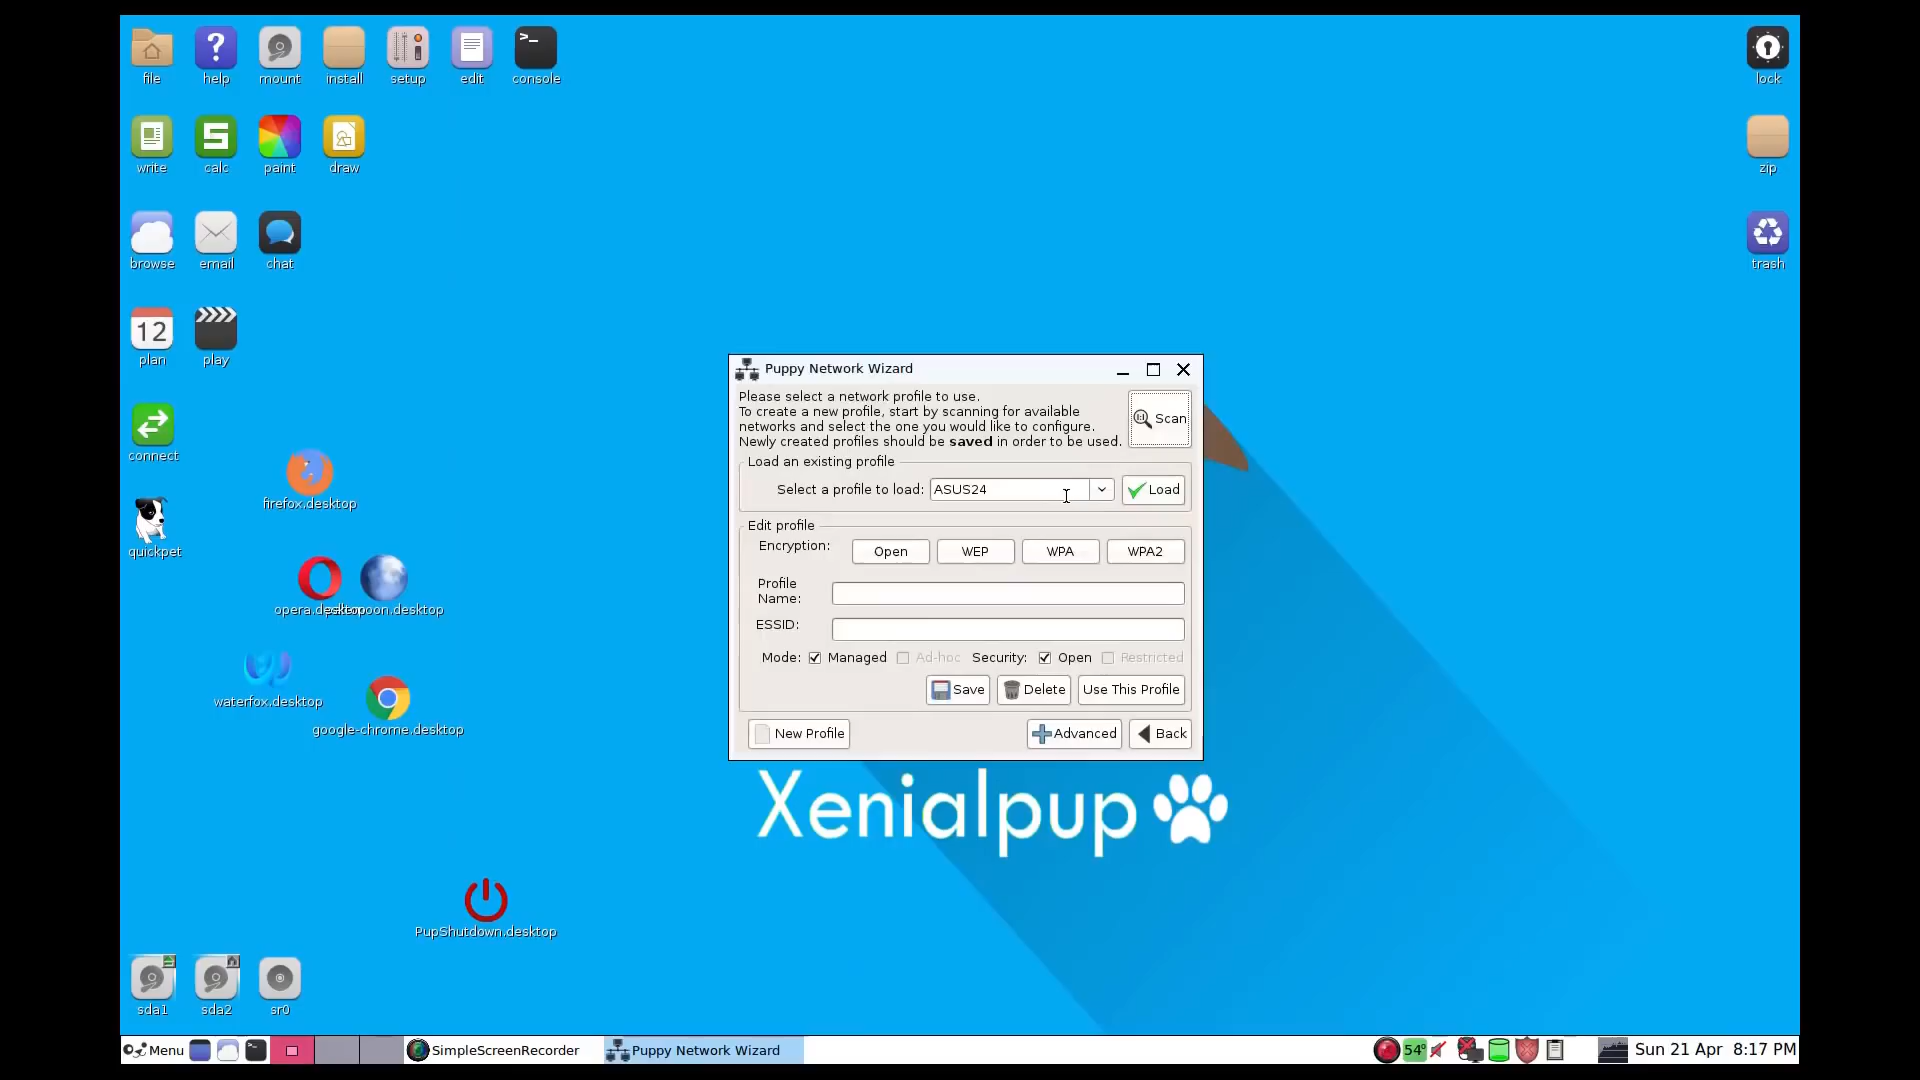 file
help
mount
install
setup
edit
console
lock
write
calc
paint
draw
zip
browse
email
chat
trash
12
plan
play
connect
firefox.desktop
quickpet
opera.desktop
moon.desktop
waterfox.desktop
google-chrome.desktop
Puppy Network Wizard
Please select a network profile to use.
To create a new profile, start by scanning for available
networks and select the one you would like to configure.
Newly created profiles should be saved in order to be used.
Scan
Load an existing profile
Select a profile to load: ASUS24 Load
Edit profile
Encryption: Open WEP WPA WPA2
Profile
Name:
ESSID:
Mode: Managed Ad-hoc Security: Open Restricted
Save Delete Use This Profile
New Profile Advanced Back
Xenialpup
PupShutdown.desktop
sda1
sda2
sr0
Menu SimpleScreenRecorder Puppy Network Wizard 54° Sun 21 Apr 8:17 PM